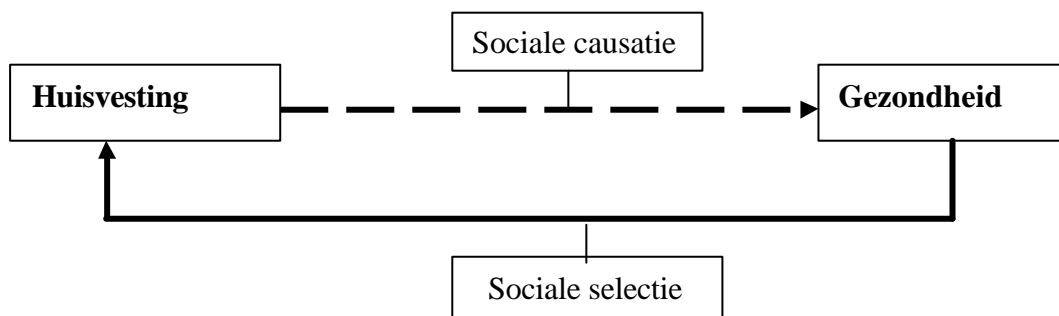 Sociale causatie
Huisvesting
Gezondheid
Sociale selectie